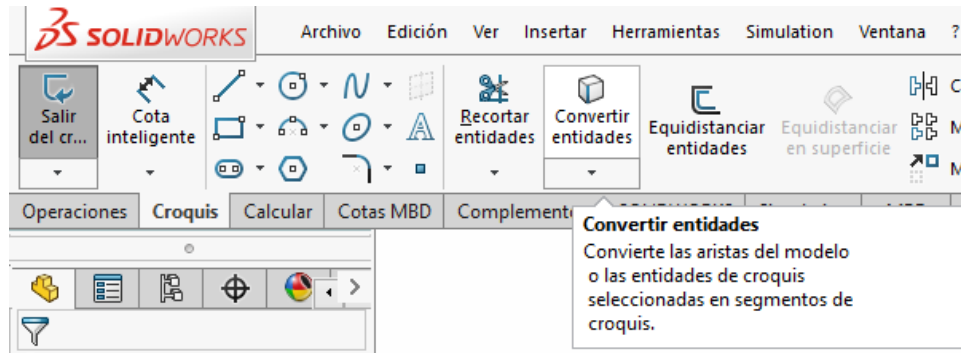 SOLIDWORKS Archivo Edición Ver Insertar Herramientas Simulation Ventana ?
Salir
del cr...
Cota
inteligente
Recortar
entidades
Convertir
entidades
Equidistanciar
entidades
Equidistanciar
en superficie
C
M
M
Operaciones Croquis Calcular Cotas MBD
Convertir entidades
Convierte las aristas del modelo
o las entidades de croquis
seleccionadas en segmentos de
croquis.